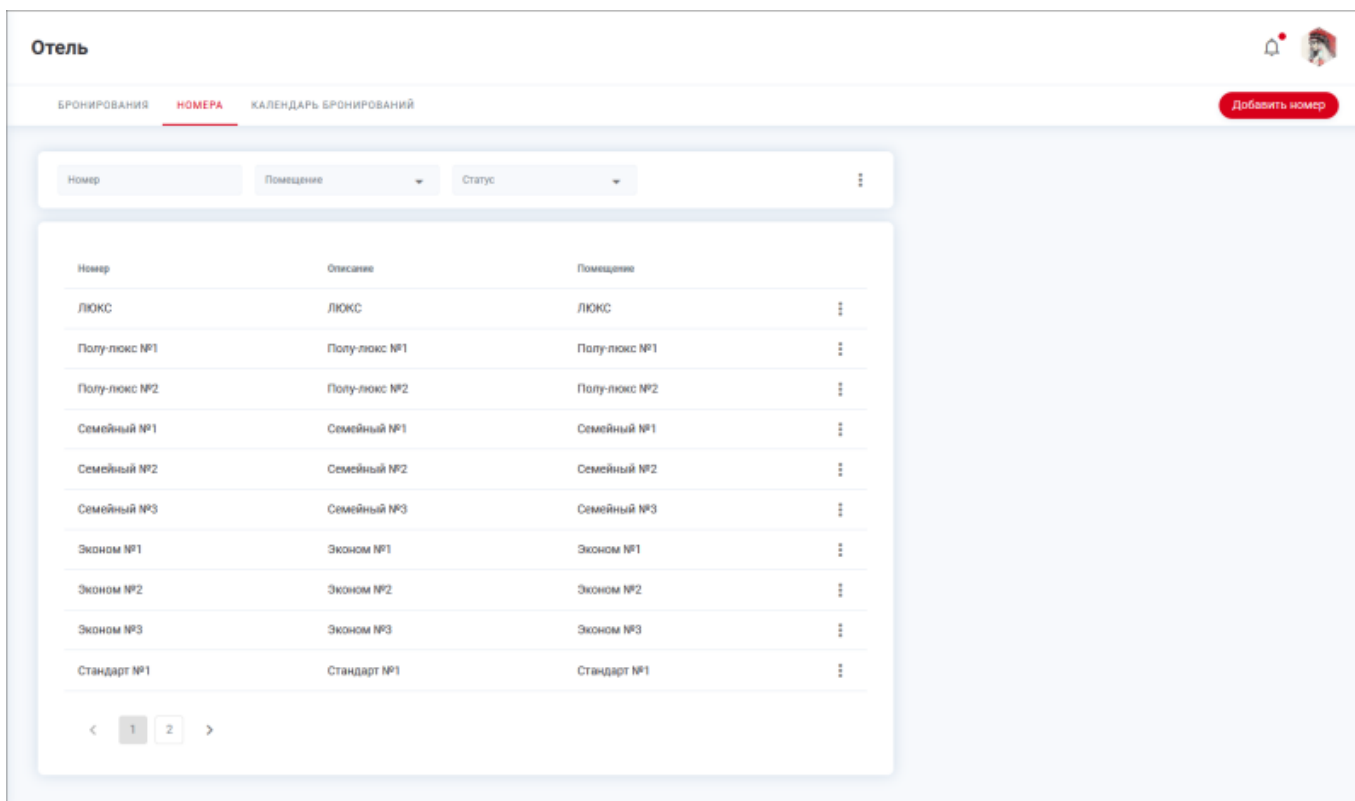 Отель
БРОНИРОВАНИЯ НОМЕРА КАЛЕНДАРЬ БРОНИРОВАНИЙ Добавить номер
Номер Помещение Статус
Номер Описание Помещение
ЛЮКС ЛЮКС ЛЮКС
Полу-люкс №1 Полу-люкс №1 Полу-люкс №1
Полу-люкс №2 Полу-люкс №2 Полу-люкс №2
Семейный №1 Семейный №1 Семейный №1
Семейный №2 Семейный №2 Семейный №2
Семейный №3 Семейный №3 Семейный №3
Эконом №1 Эконом №1 Эконом №1
Эконом №2 Эконом №2 Эконом №2
Эконом №3 Эконом №3 Эконом №3
Стандарт №1 Стандарт №1 Стандарт №1
1 2